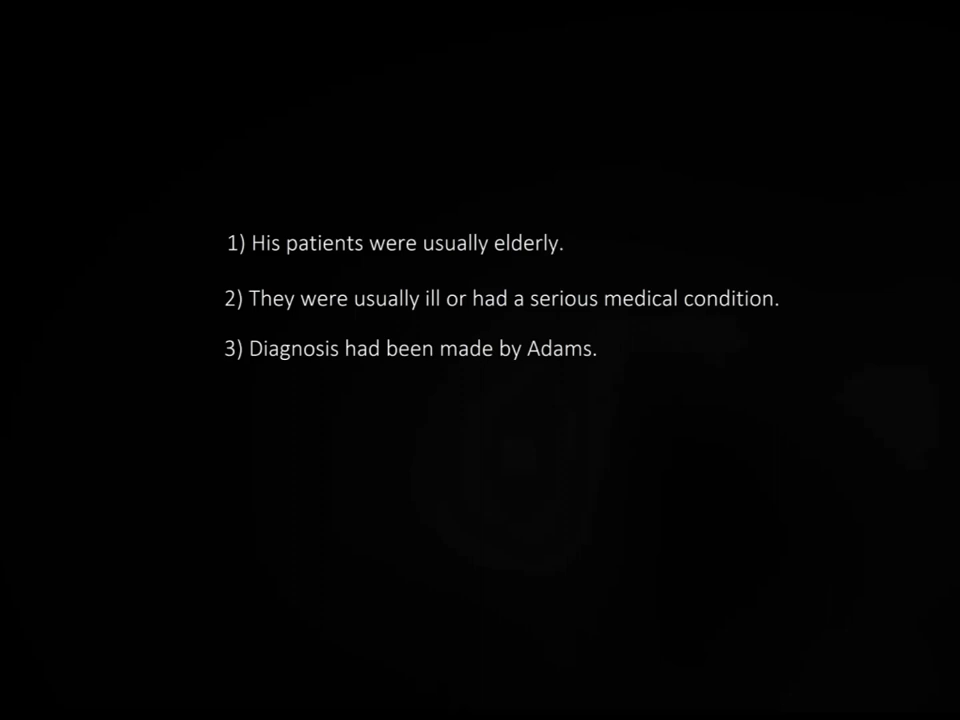 1) His patients were usually elderly.
2) They were usually ill or had a serious medical condition.
3) Diagnosis had been made by Adams.